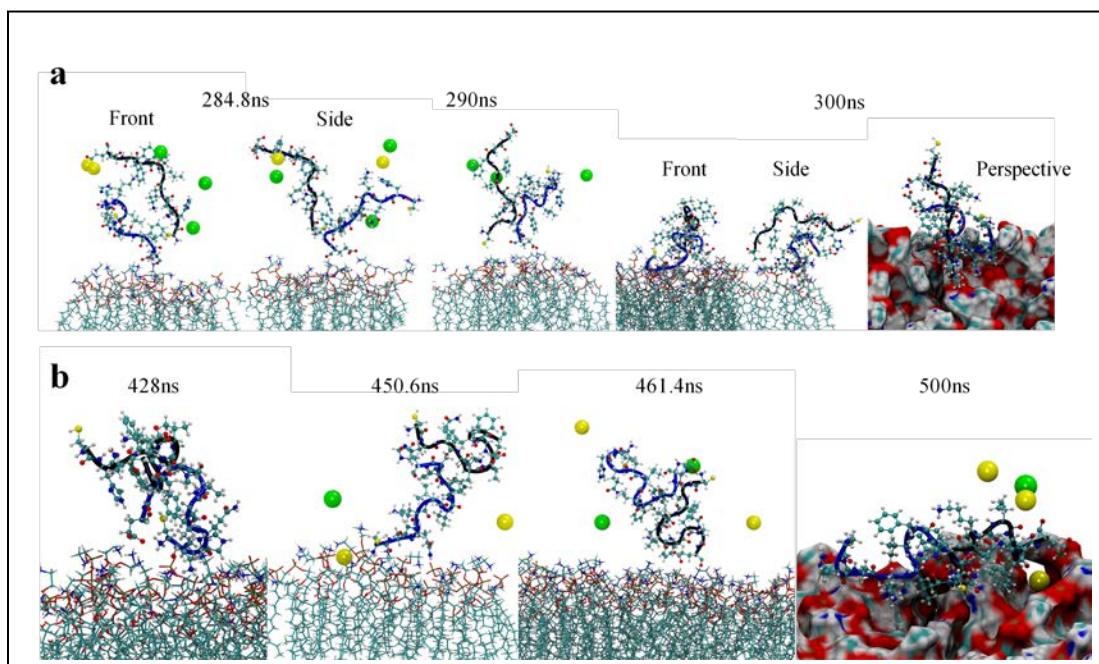 a
284.8ns 290ns 300ns
Front Side Front Side Perspective
b
428ns 450.6ns 461.4ns 500ns